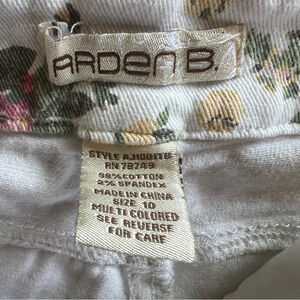 ARDEN B.
STYLE AJ1001TB
RN 78749
98% COTTON
2% SPANDEX
MADE IN CHINA
SIZE 10
MULTI COLORED
SEE REVERSE
FOR CARE